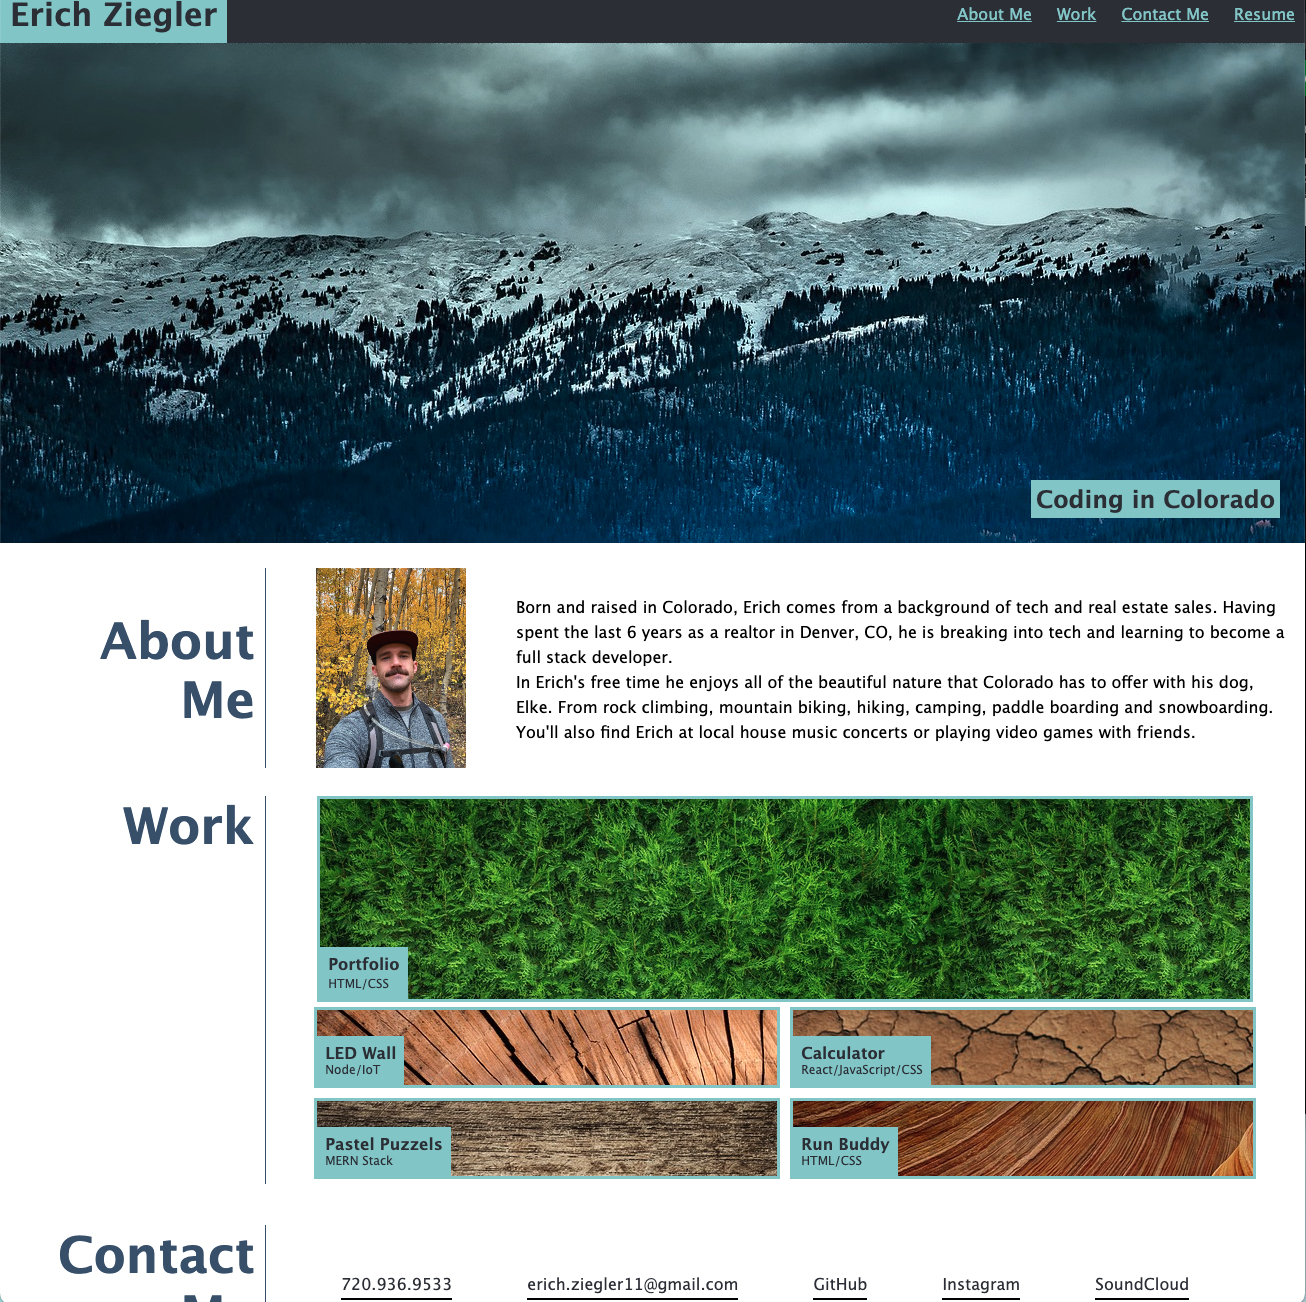 Erich Ziegler
About Me Work Contact Me Resume
Coding in Colorado
About
Me
Born and raised in Colorado, Erich comes from a background of tech and real estate sales. Having
spent the last 6 years as a realtor in Denver, CO, he is breaking into tech and learning to become a
full stack developer.
In Erich's free time he enjoys all of the beautiful nature that Colorado has to offer with his dog,
Elke. From rock climbing, mountain biking, hiking, camping, paddle boarding and snowboarding.
You'll also find Erich at local house music concerts or playing video games with friends.
Work
Portfolio
HTML/CSS
LED Wall
Node/IoT
Calculator
React/JavaScript/CSS
Pastel Puzzels
MERN Stack
Run Buddy
HTML/CSS
Contact
720.936.9533 erich.ziegler11@gmail.com GitHub Instagram SoundCloud